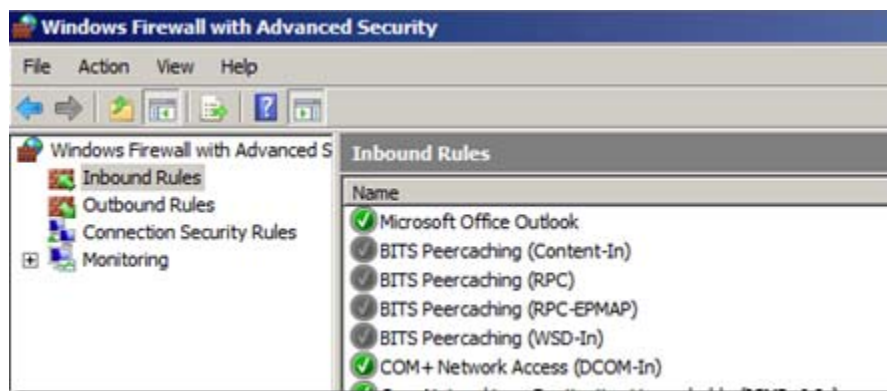 Windows Firewall with Advanced Security
File Action View Help
Windows Firewall with Advanced S
Inbound Rules
Outbound Rules
Connection Security Rules
Monitoring
Inbound Rules
Name
Microsoft Office Outlook
BITS Peercaching (Content-In)
BITS Peercaching (RPC)
BITS Peercaching (RPC-EPMAP)
BITS Peercaching (WSD-In)
COM+ Network Access (DCOM-In)